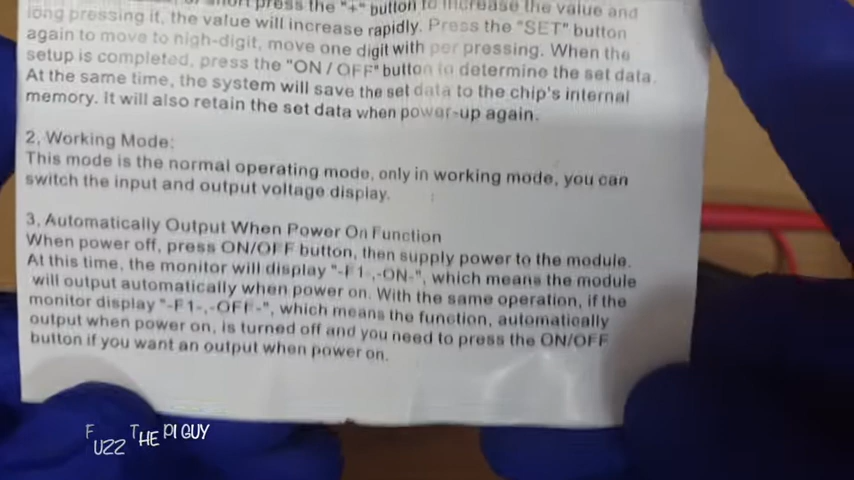 short press the "+" button to increase the value and
long pressing it, the value will increase rapidly. Press the "SET" button
again to move to high-digit, move one digit with per pressing. When the
setup is completed, press the "ON / OFF" button to determine the set data.
At the same time, the system will save the set data to the chip's internal
memory. It will also retain the set data when power-up again.
2, Working Mode:
This mode is the normal operating mode, only in working mode, you can
switch the input and output voltage display.
3, Automatically Output When Power On Function
When power off, press ON/OFF button, then supply power to the module.
At this time, the monitor will display "-F1-,-ON-", which means the module
will output automatically when power on. With the same operation, if the
monitor display "-F1-,-OFF-", which means the function, automatically
output when power on, is turned off and you need to press the ON/OFF
button if you want an output when power on.
FUZZ THE PI GUY